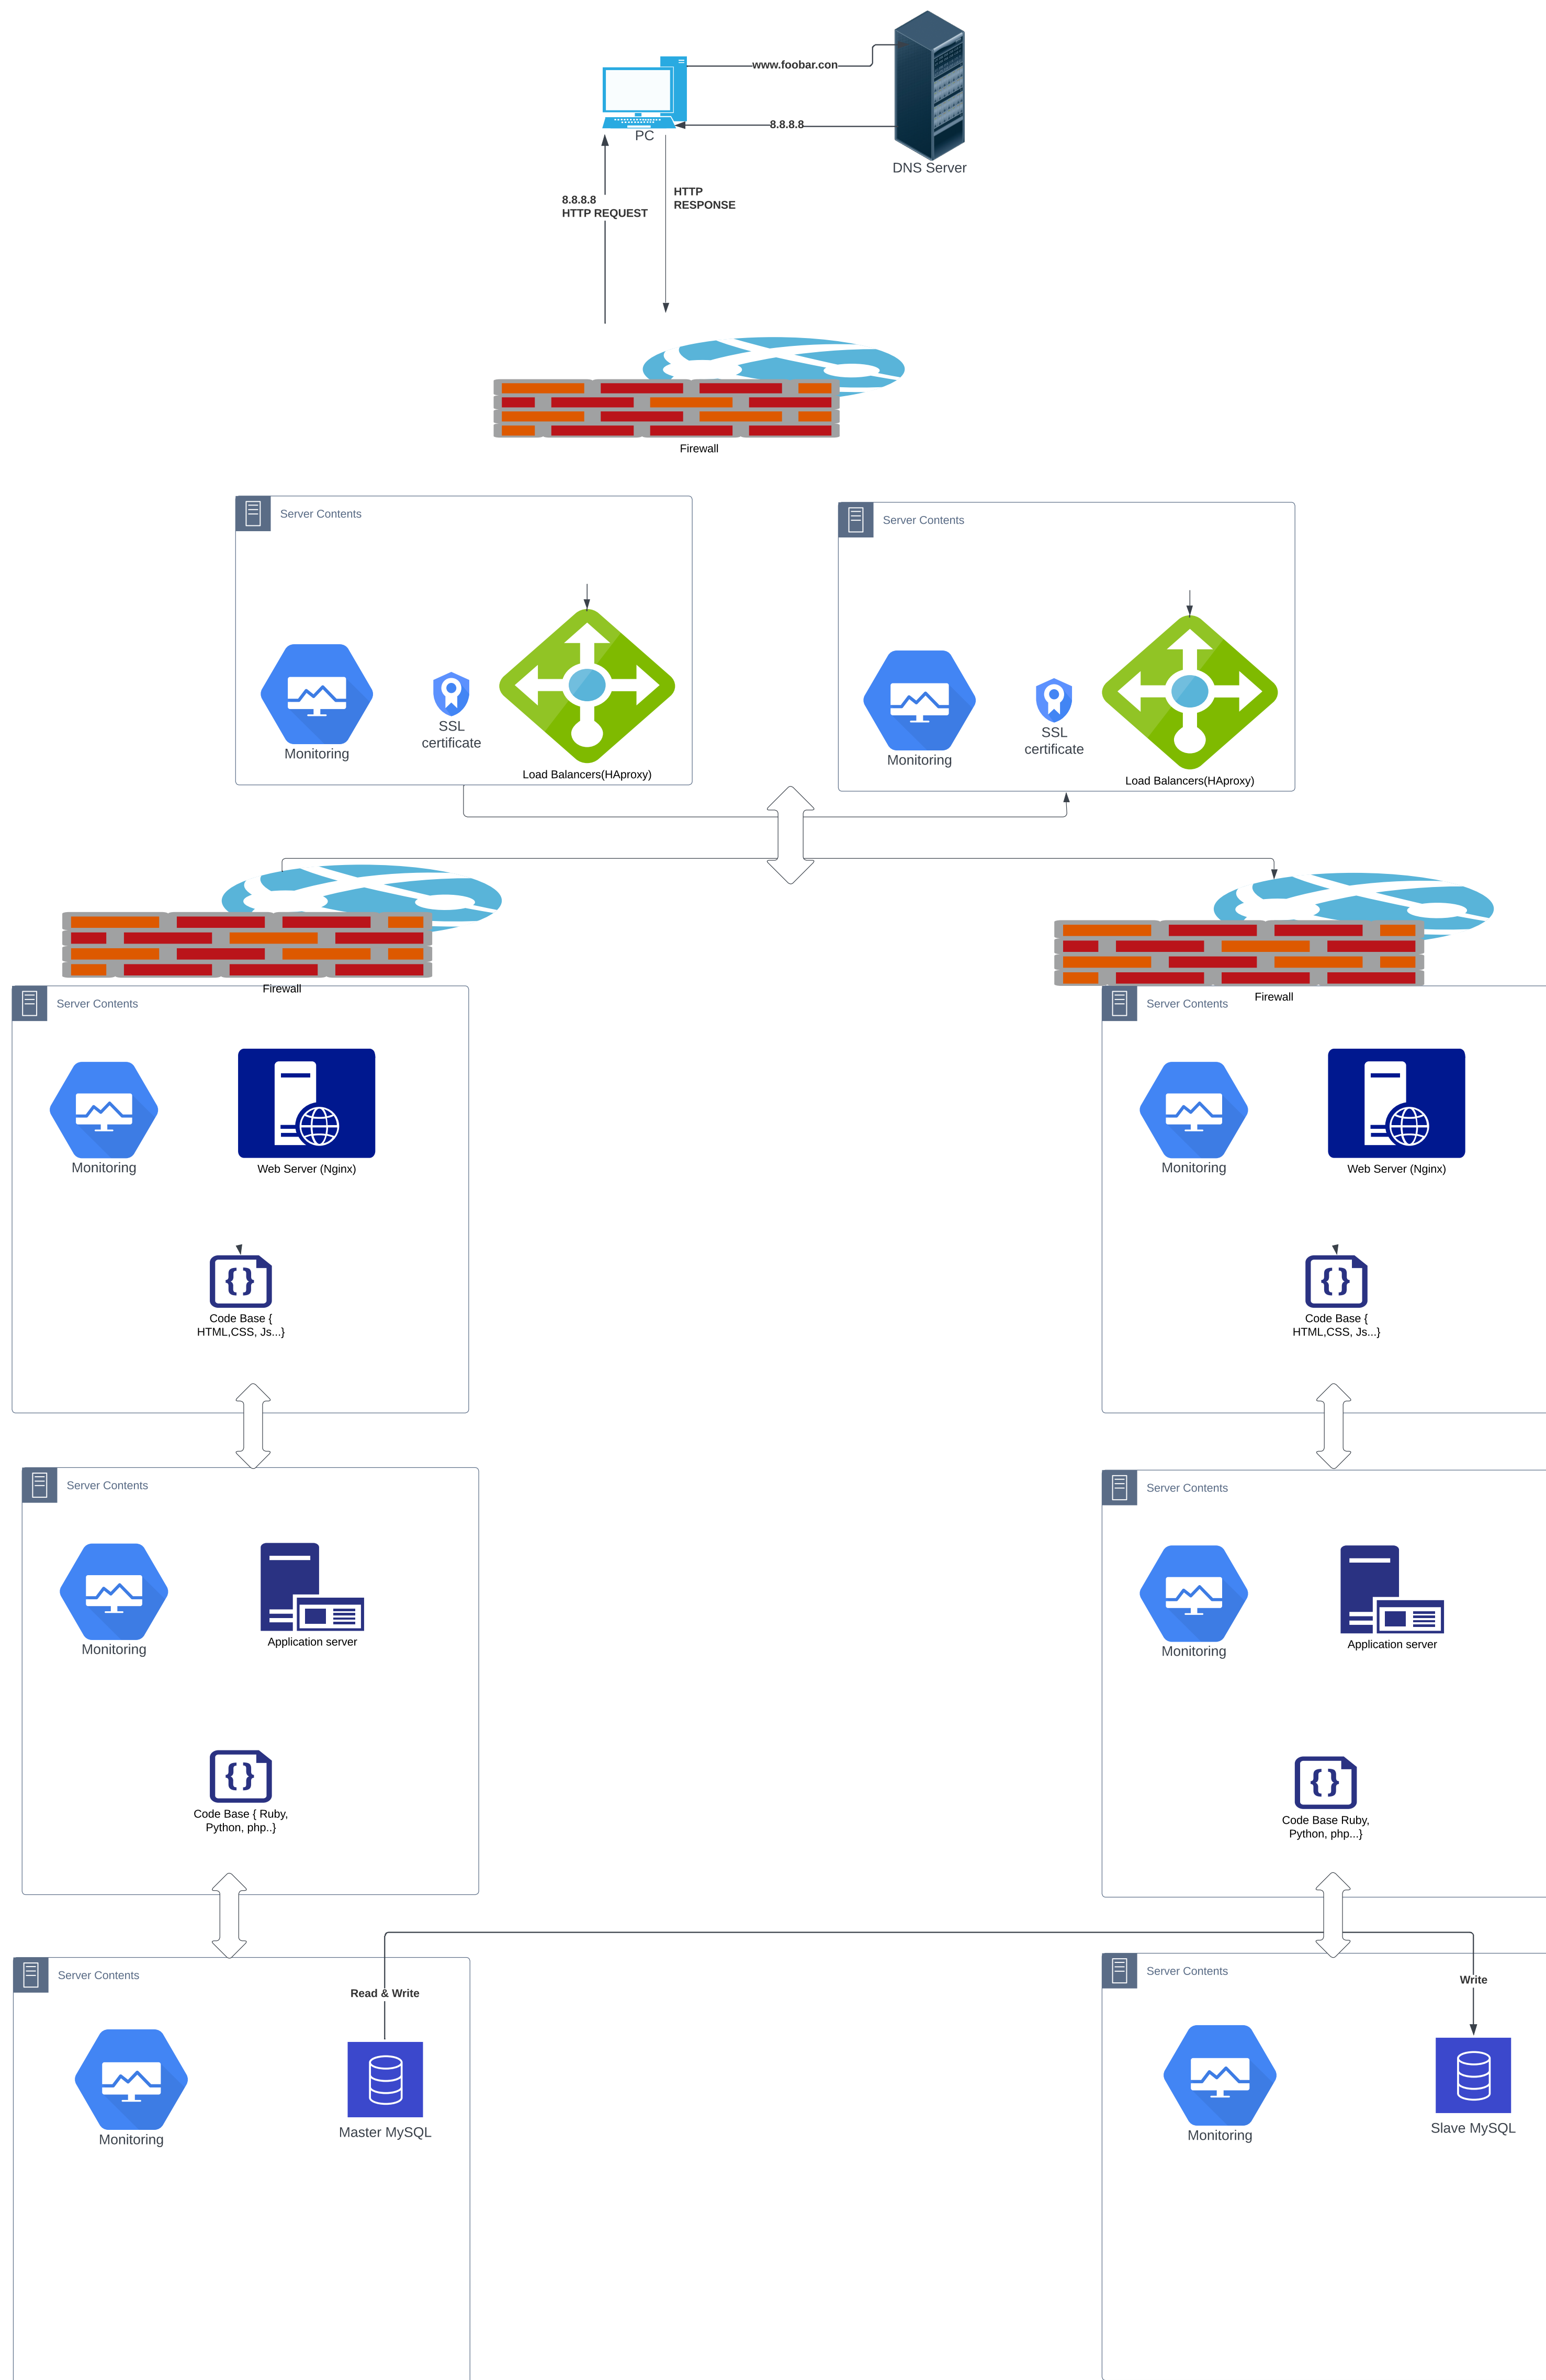 www.foobar.con
PC
8.8.8.8
DNS Server
8.8.8.8
HTTP REQUEST
HTTP
RESPONSE
Firewall
Server Contents
Monitoring
SSL
certificate
Load Balancers(HAproxy)
Server Contents
Monitoring
SSL
certificate
Load Balancers(HAproxy)
Firewall
Firewall
Server Contents
Monitoring
Web Server (Nginx)
Code Base {
HTML,CSS, Js...}
Server Contents
Monitoring
Web Server (Nginx)
Code Base {
HTML,CSS, Js...}
Server Contents
Monitoring
Application server
Code Base { Ruby,
Python, php..}
Server Contents
Monitoring
Application server
Code Base Ruby,
Python, php...}
Server Contents
Read & Write
Monitoring
Master MySQL
Server Contents
Write
Monitoring
Slave MySQL